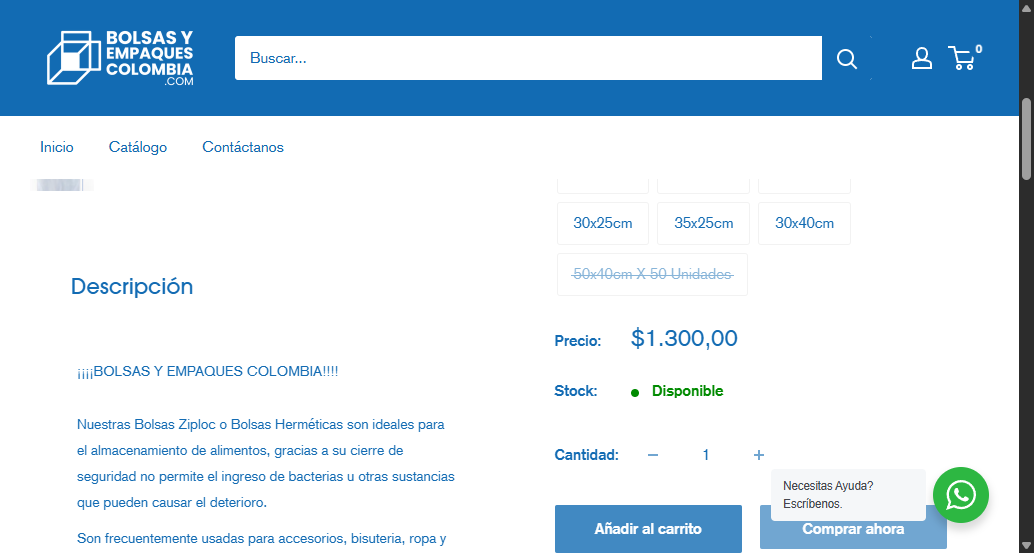 BOLSAS Y
EMPAQUES
COLOMBIA
.COM
Buscar...
0
Inicio
Catálogo
Contáctanos
30x25cm
35x25cm
30x40cm
50x40cm X 50 Unidades
Descripción
Precio:
$1.300,00
¡¡¡¡BOLSAS Y EMPAQUES COLOMBIA!!!!
Stock:
Disponible
Nuestras Bolsas Ziploc o Bolsas Herméticas son ideales para
el almacenamiento de alimentos, gracias a su cierre de
seguridad no permite el ingreso de bacterias u otras sustancias
que pueden causar el deterioro.
Son frecuentemente usadas para accesorios, bisuteria, ropa y
Cantidad:
−
1
+
Necesitas Ayuda?
Escríbenos.
Añadir al carrito
Comprar ahora